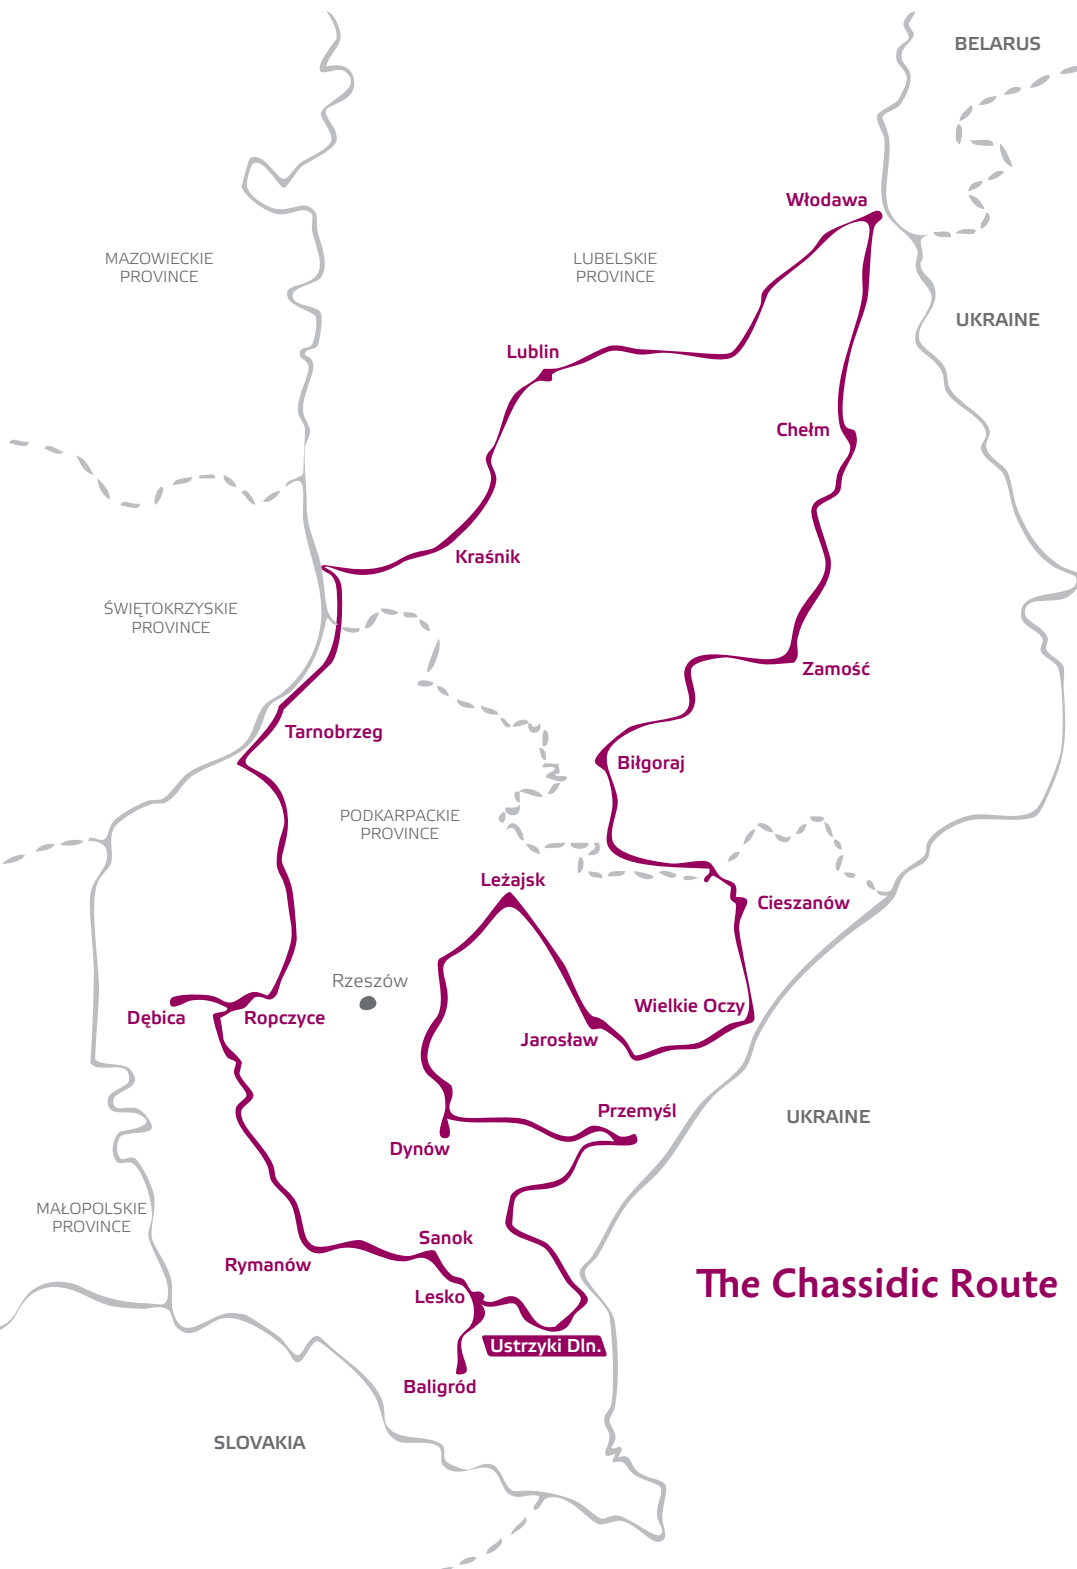 BELARUS
Włodawa
MAZOWIECKIE
PROVINCE
LUBELSKIE
PROVINCE
UKRAINE
Lublin
Chełm
Kraśnik
ŚWIĘTOKRZYSKIE
PROVINCE
Zamość
Tarnobrzeg
Biłgoraj
PODKARPACKIE
PROVINCE
Leżajsk
Cieszanów
Rzeszów
Wielkie Oczy
Dębica
Ropczyce
Jarosław
Przemyśl
UKRAINE
Dynów
MAŁOPOLSKIE
PROVINCE
Sanok
Rymanów
The Chassidic Route
Lesko
Ustrzyki Dln.
Baligród
SLOVAKIA